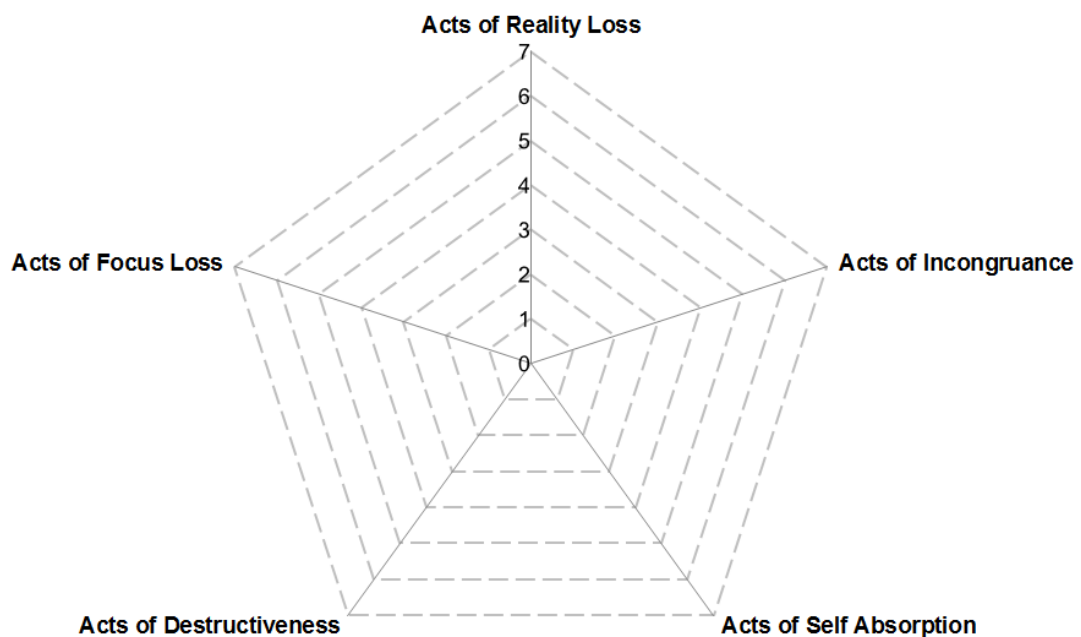 Acts of Reality Loss
7
6
5
4
3
2
1
0
Acts of Focus Loss
Acts of Incongruance
Acts of Destructiveness
Acts of Self Absorption